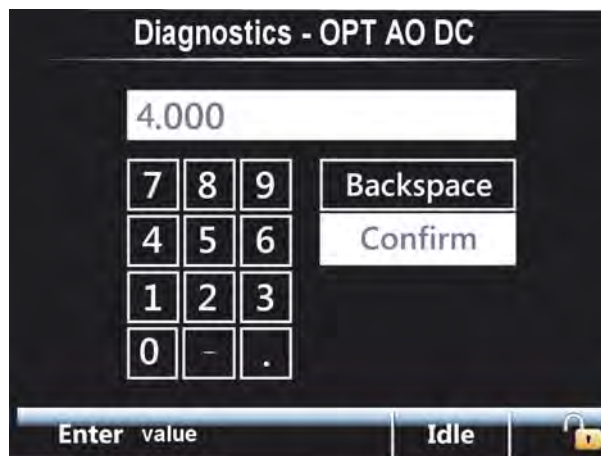 Diagnostics - OPT AO DC
4.000
7 8 9 Backspace
4 5 6 Confirm
1 2 3
0 - .
Enter value Idle